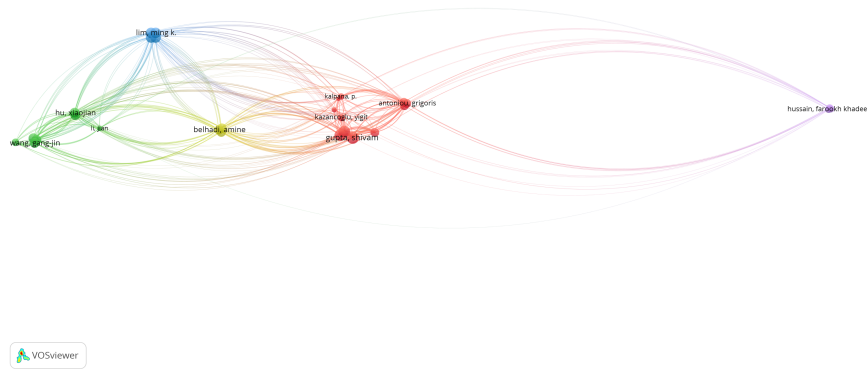 lim, ming k.
kalpana, p.
antoniou, grigoris
hussain, farookh khadee
hu, xiaojian
kazancoglu, yigit
li, gan
belhadi, amine
gupta, shivam
wang, gang-jin
VOSviewer